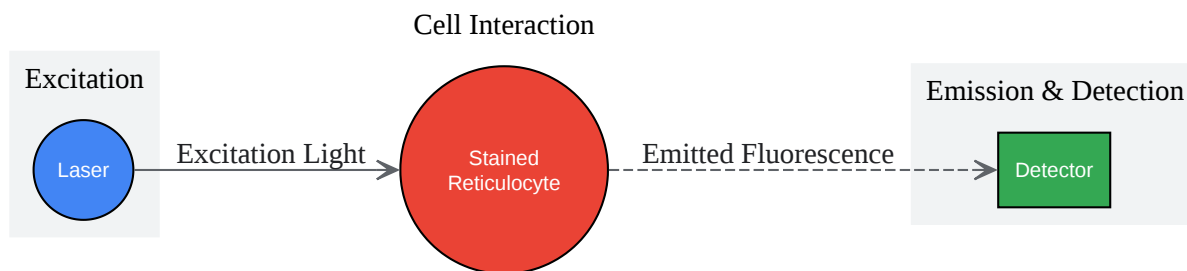 Cell Interaction
Excitation
Emission & Detection
Laser
Excitation Light
Stained
Reticulocyte
Emitted Fluorescence
Detector